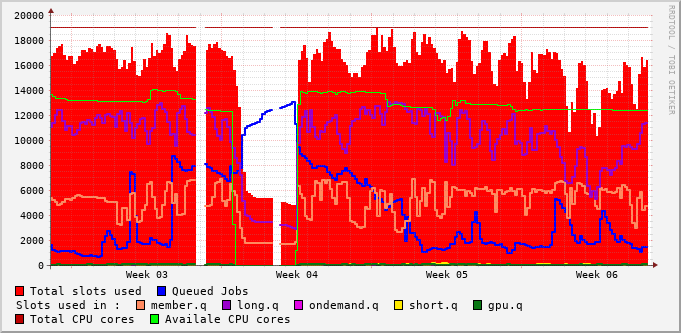 20000
18000
16000
14000
12000
10000
8000
6000
4000
2000
0
Week 03 Week 04 Week 05 Week 06
RRDTOOL / TOBI OETIKER
Total slots used Queued Jobs
Slots used in : member.q long.q ondemand.q short.q gpu.q
Total CPU cores Availale CPU cores